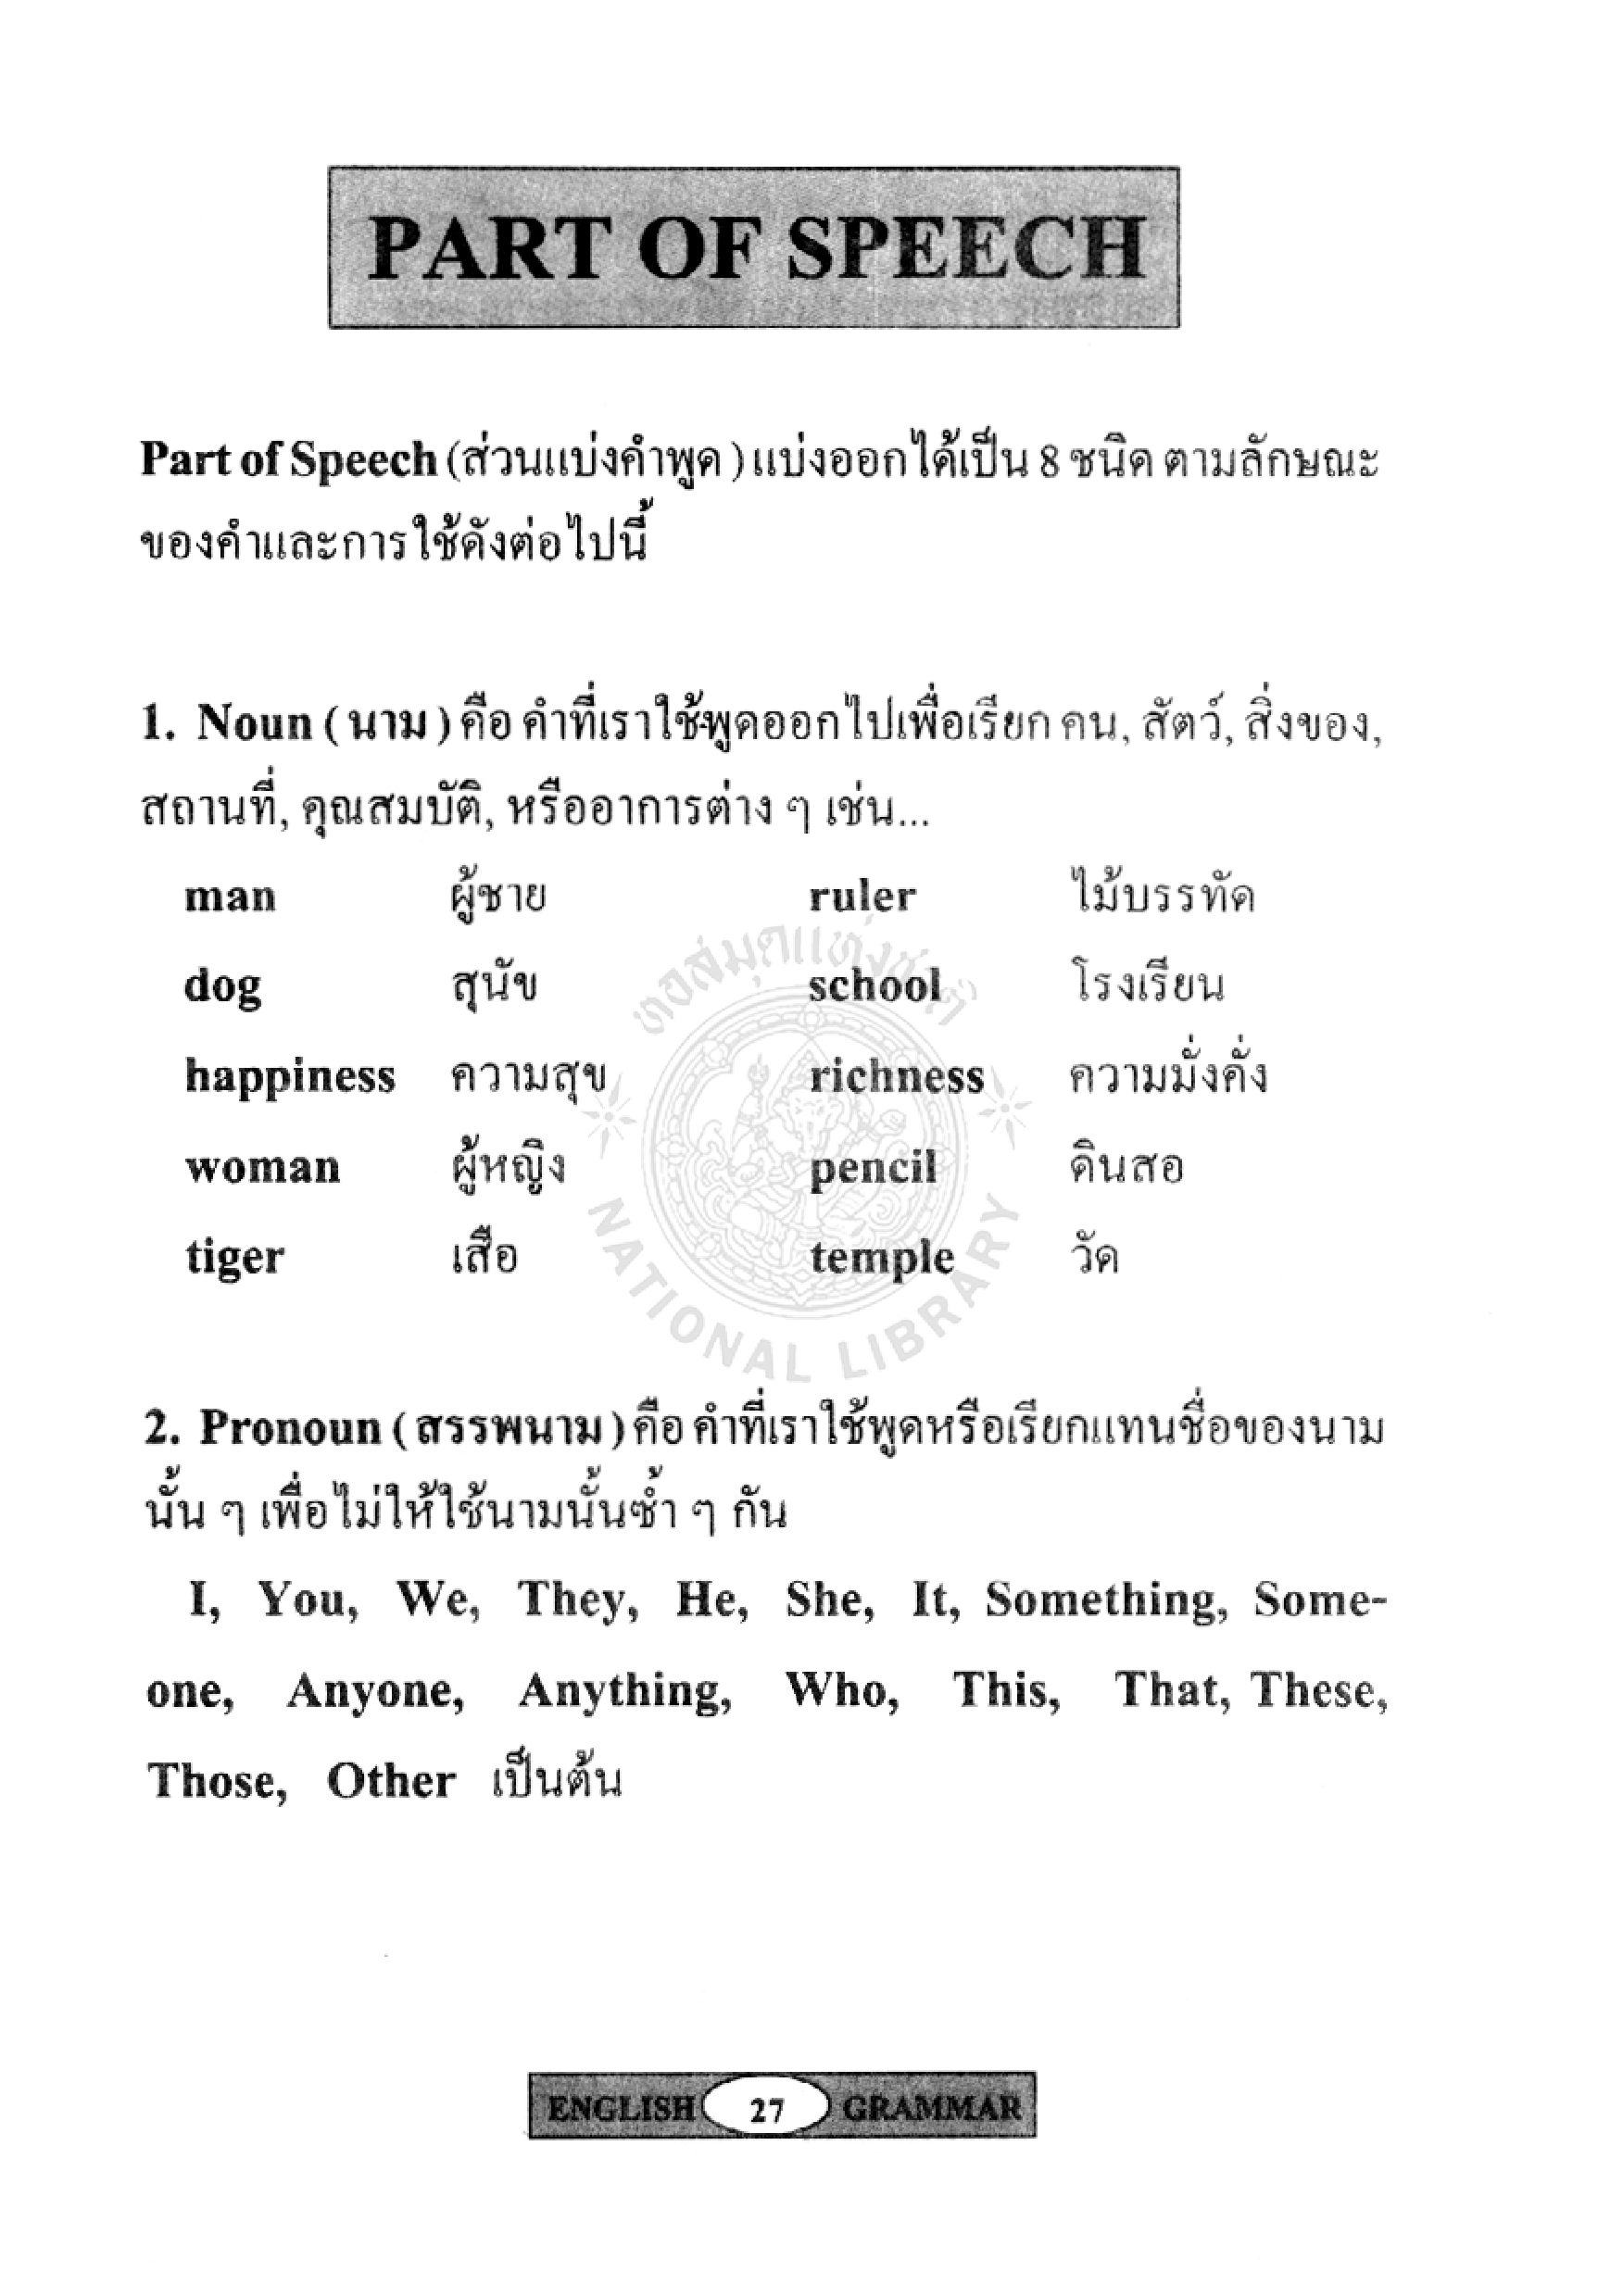 PART OF SPEECH
Part of Speech (ส่วนแบ่งคำพูด) แบ่งออกได้เป็น 8 ชนิด ตามลักษณะ
ของคำและการใช้ดังต่อไปนี้
1. Noun (นาม) คือ คำที่เราใช้พูดออกไปเพื่อเรียก คน, สัตว์, สิ่งของ,
สถานที่, คุณสมบัติ, หรืออาการต่าง ๆ เช่น...
man ผู้ชาย ruler ไม้บรรทัด
dog สุนัข school โรงเรียน
happiness ความสุข richness ความมั่งคั่ง
woman ผู้หญิง pencil ดินสอ
tiger เสือ temple วัด
หอสมุดแห่งชาติ
NATIONAL LIBRARY
2. Pronoun (สรรพนาม) คือ คำที่เราใช้พูดหรือเรียกแทนชื่อของนาม
นั้น ๆ เพื่อไม่ให้ใช้นามนั้นซ้ำ ๆ กัน
I, You, We, They, He, She, It, Something, Some-
one, Anyone, Anything, Who, This, That, These,
Those, Other เป็นต้น
ENGLISH 27 GRAMMAR